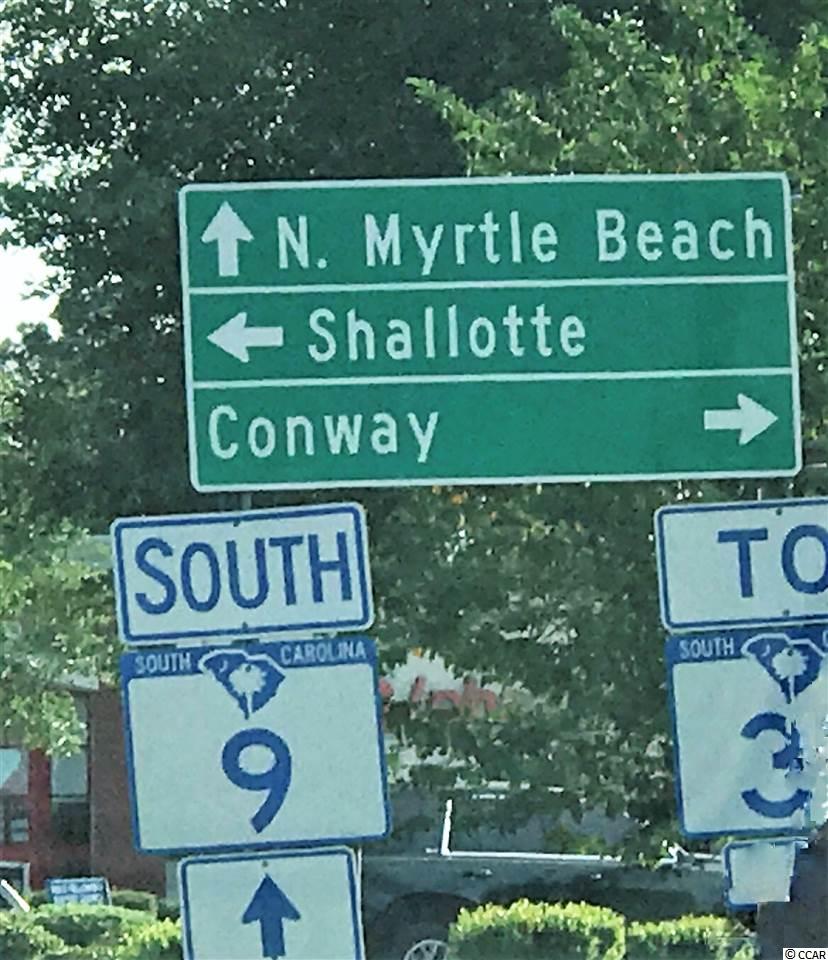 N. Myrtle Beach
Shallotte
Conway
SOUTH
TO
SOUTH CAROLINA
SOUTH
9
3
© CCAR